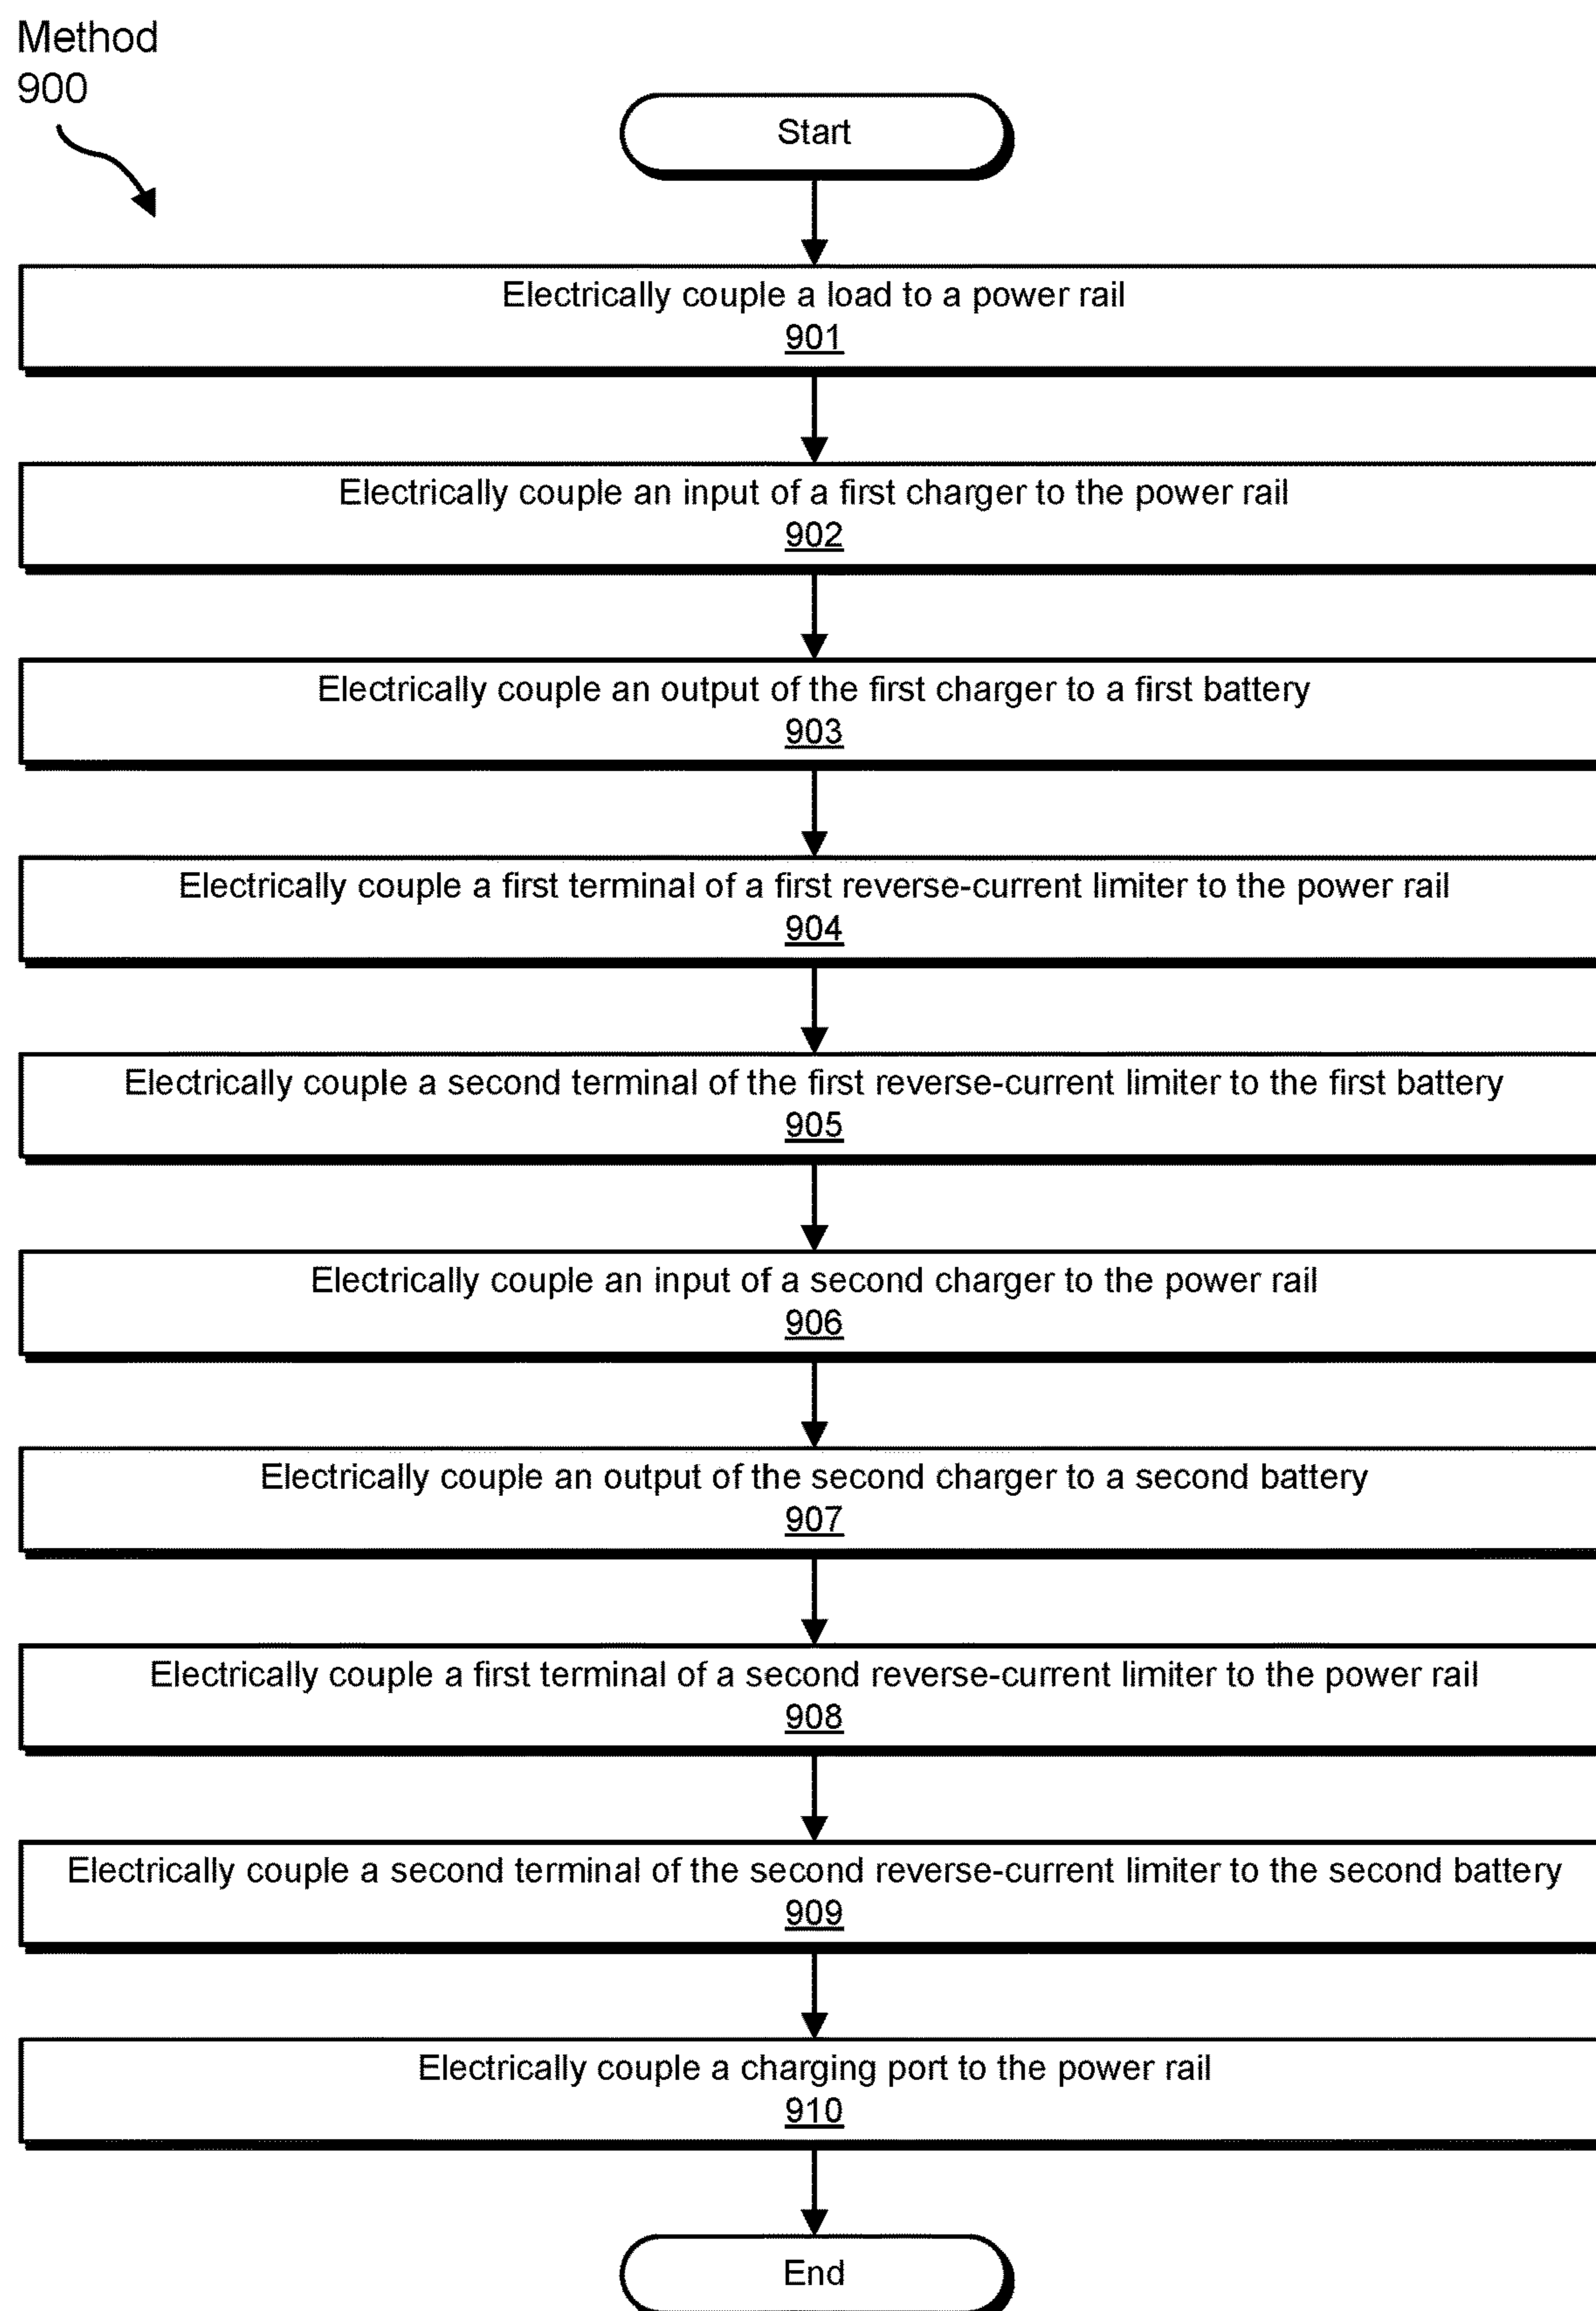 Method
900
Start
Electrically couple a load to a power rail
901
Electrically couple an input of a first charger to the power rail
902
Electrically couple an output of the first charger to a first battery
903
Electrically couple a first terminal of a first reverse-current limiter to the power rail
904
Electrically couple a second terminal of the first reverse-current limiter to the first battery
905
Electrically couple an input of a second charger to the power rail
906
Electrically couple an output of the second charger to a second battery
907
Electrically couple a first terminal of a second reverse-current limiter to the power rail
908
Electrically couple a second terminal of the second reverse-current limiter to the second battery
909
Electrically couple a charging port to the power rail
910
End